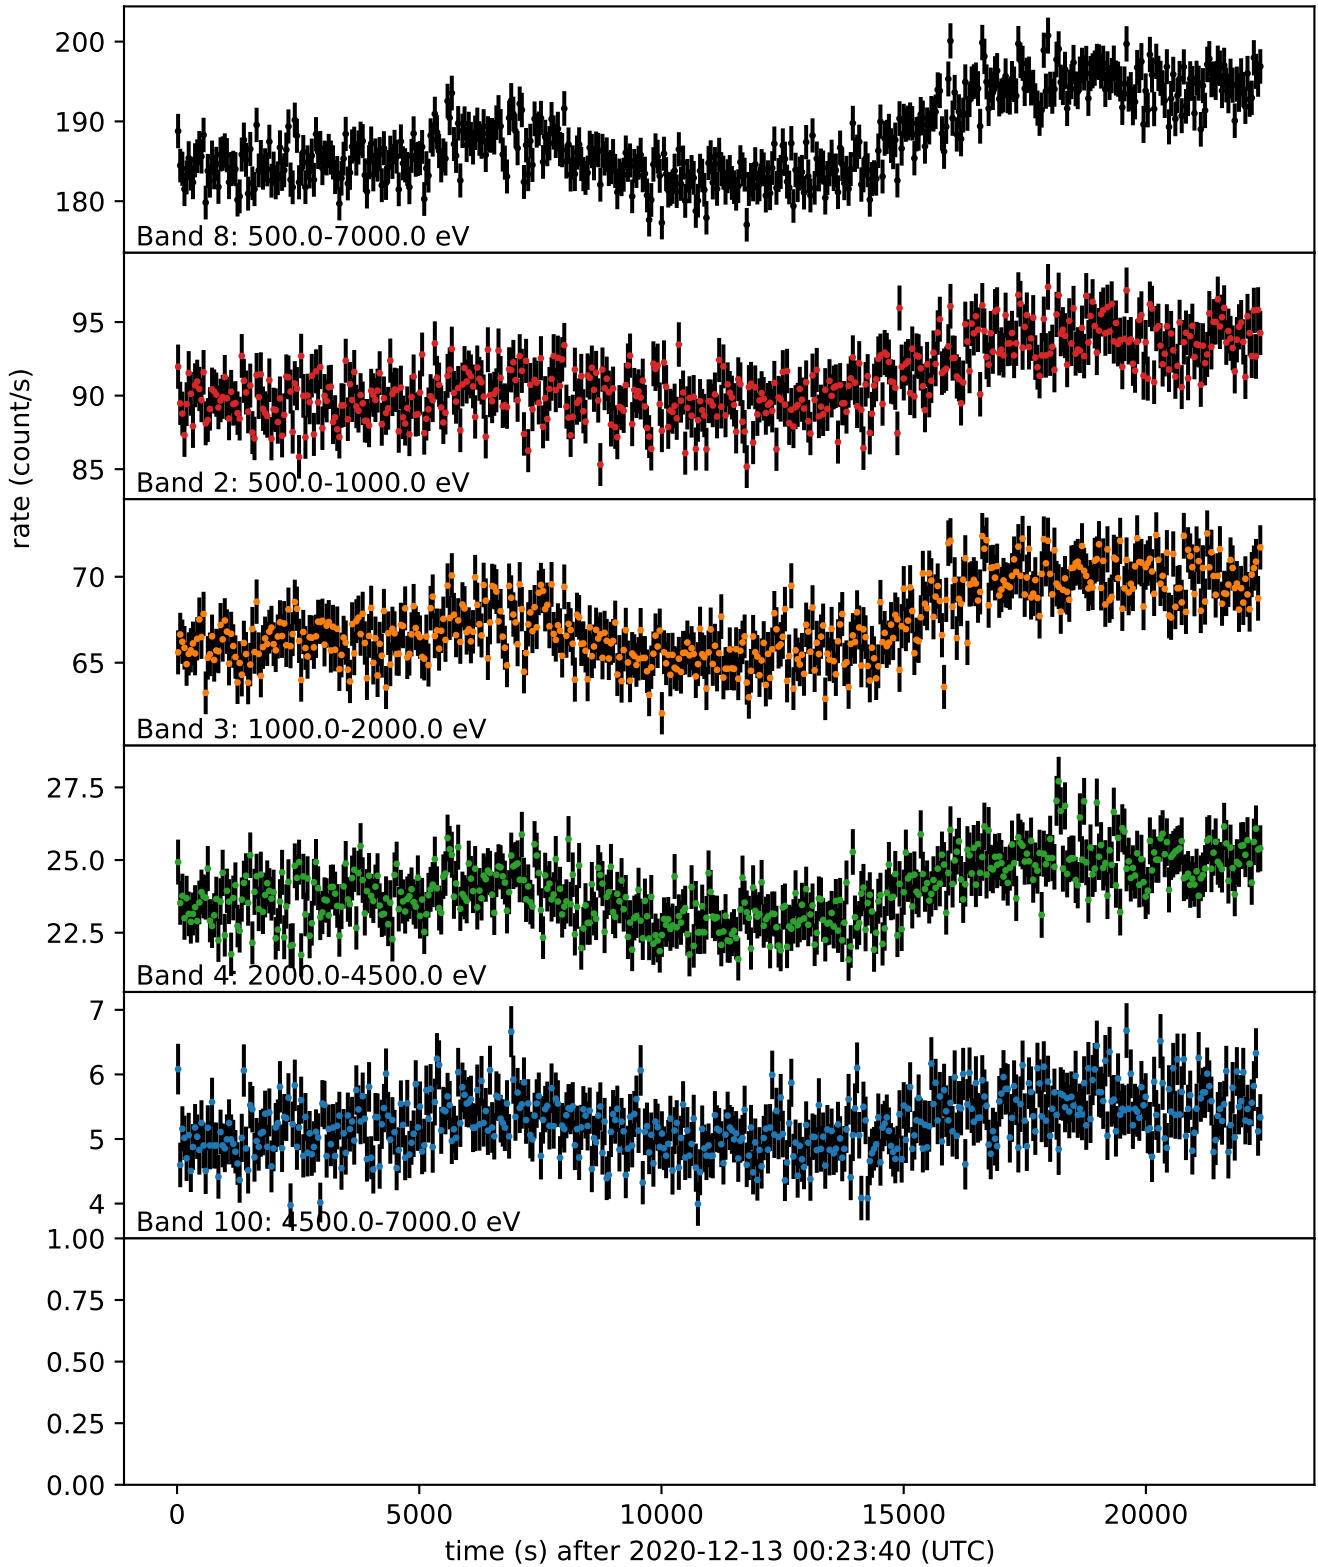 200
190
180
Band 8: 500.0-7000.0 eV
95
90
85
Band 2: 500.0-1000.0 eV
rate (count/s)
70
65
Band 3: 1000.0-2000.0 eV
27.5
25.0
22.5
Band 4: 2000.0-4500.0 eV
7
6
5
4
Band 100: 4500.0-7000.0 eV
1.00
0.75
0.50
0.25
0.00
0 5000 10000 15000 20000
time (s) after 2020-12-13 00:23:40 (UTC)